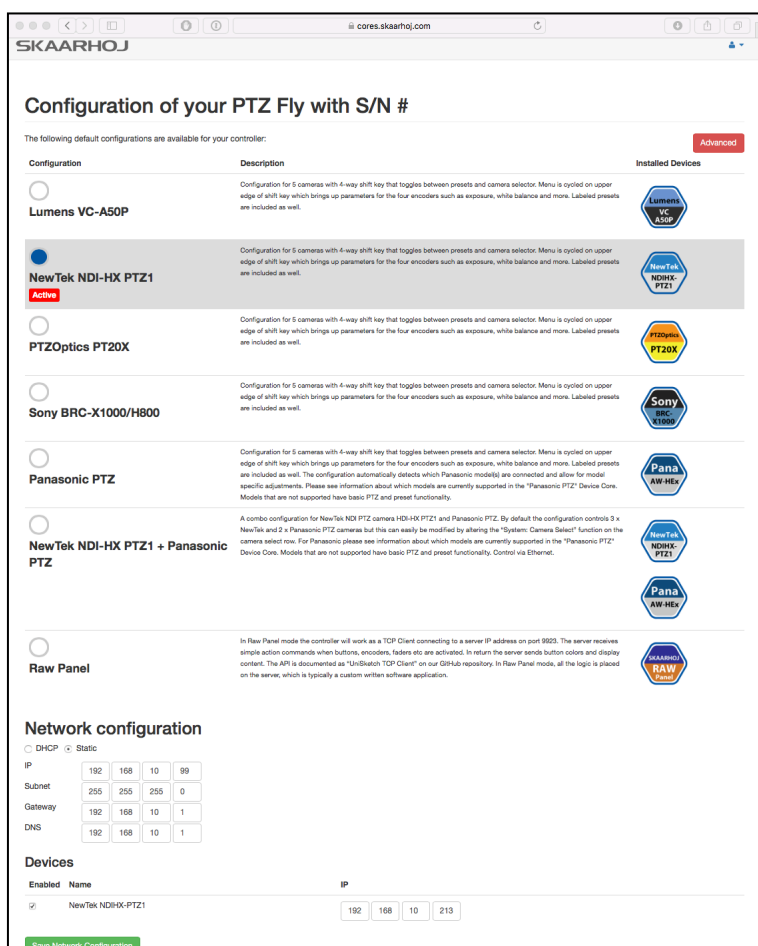 cores.skaarhoj.com
SKAARHOJ
Configuration of your PTZ Fly with S/N #
The following default configurations are available for your controller:
Advanced
Configuration Description Installed Devices
Lumens VC-A50P
Configuration for 5 cameras with 4-way shift key that toggles between presets and camera selector. Menu is cycled on upper
edge of shift key which brings up parameters for the four encoders such as exposure, white balance and more. Labeled presets
are included as well.
Lumens
VC
A50P
NewTek NDI-HX PTZ1
Active
Configuration for 5 cameras with 4-way shift key that toggles between presets and camera selector. Menu is cycled on upper
edge of shift key which brings up parameters for the four encoders such as exposure, white balance and more. Labeled presets
are included as well.
NewTek
NDIHX-
PTZ1
PTZOptics PT20X
Configuration for 5 cameras with 4-way shift key that toggles between presets and camera selector. Menu is cycled on upper
edge of shift key which brings up parameters for the four encoders such as exposure, white balance and more. Labeled presets
are included as well.
PTZOptics
PT20X
Sony BRC-X1000/H800
Configuration for 5 cameras with 4-way shift key that toggles between presets and camera selector. Menu is cycled on upper
edge of shift key which brings up parameters for the four encoders such as exposure, white balance and more. Labeled presets
are included as well.
Sony
BRC-
X1000
Panasonic PTZ
Configuration for 5 cameras with 4-way shift key that toggles between presets and camera selector. Menu is cycled on upper
edge of shift key which brings up parameters for the four encoders such as exposure, white balance and more. Labeled presets
are included as well. The configuration automatically detects which Panasonic model(s) are connected and allow for model
specific adjustments. Please see information about which models are currently supported in the "Panasonic PTZ" Device Core.
Models that are not supported have basic PTZ and preset functionality.
Pana
AW-HEx
NewTek NDI-HX PTZ1 + Panasonic
PTZ
A combo configuration for NewTek NDI PTZ camera HDI-HX PTZ1 and Panasonic PTZ. By default the configuration controls 3 x
NewTek and 2 x Panasonic PTZ cameras but this can easily be modified by altering the "System: Camera Select" function on the
camera select row. For Panasonic please see information about which models are currently supported in the "Panasonic PTZ"
Device Core. Models that are not supported have basic PTZ and preset functionality. Control via Ethernet.
NewTek
NDIHX-
PTZ1
Pana
AW-HEx
Raw Panel
In Raw Panel mode the controller will work as a TCP Client connecting to a server IP address on port 9923. The server receives
simple action commands when buttons, encoders, faders etc are activated. In return the server sends button colors and display
content. The API is documented as "UniSketch TCP Client" on our GitHub repository. In Raw Panel mode, all the logic is placed
on the server, which is typically a custom written software application.
SKAARHOJ
RAW
Panel
Network configuration
DHCP Static
IP 192 168 10 99
Subnet 255 255 255 0
Gateway 192 168 10 1
DNS 192 168 10 1
Devices
Enabled Name IP
NewTek NDIHX-PTZ1 192 168 10 213
Save Network Configuration